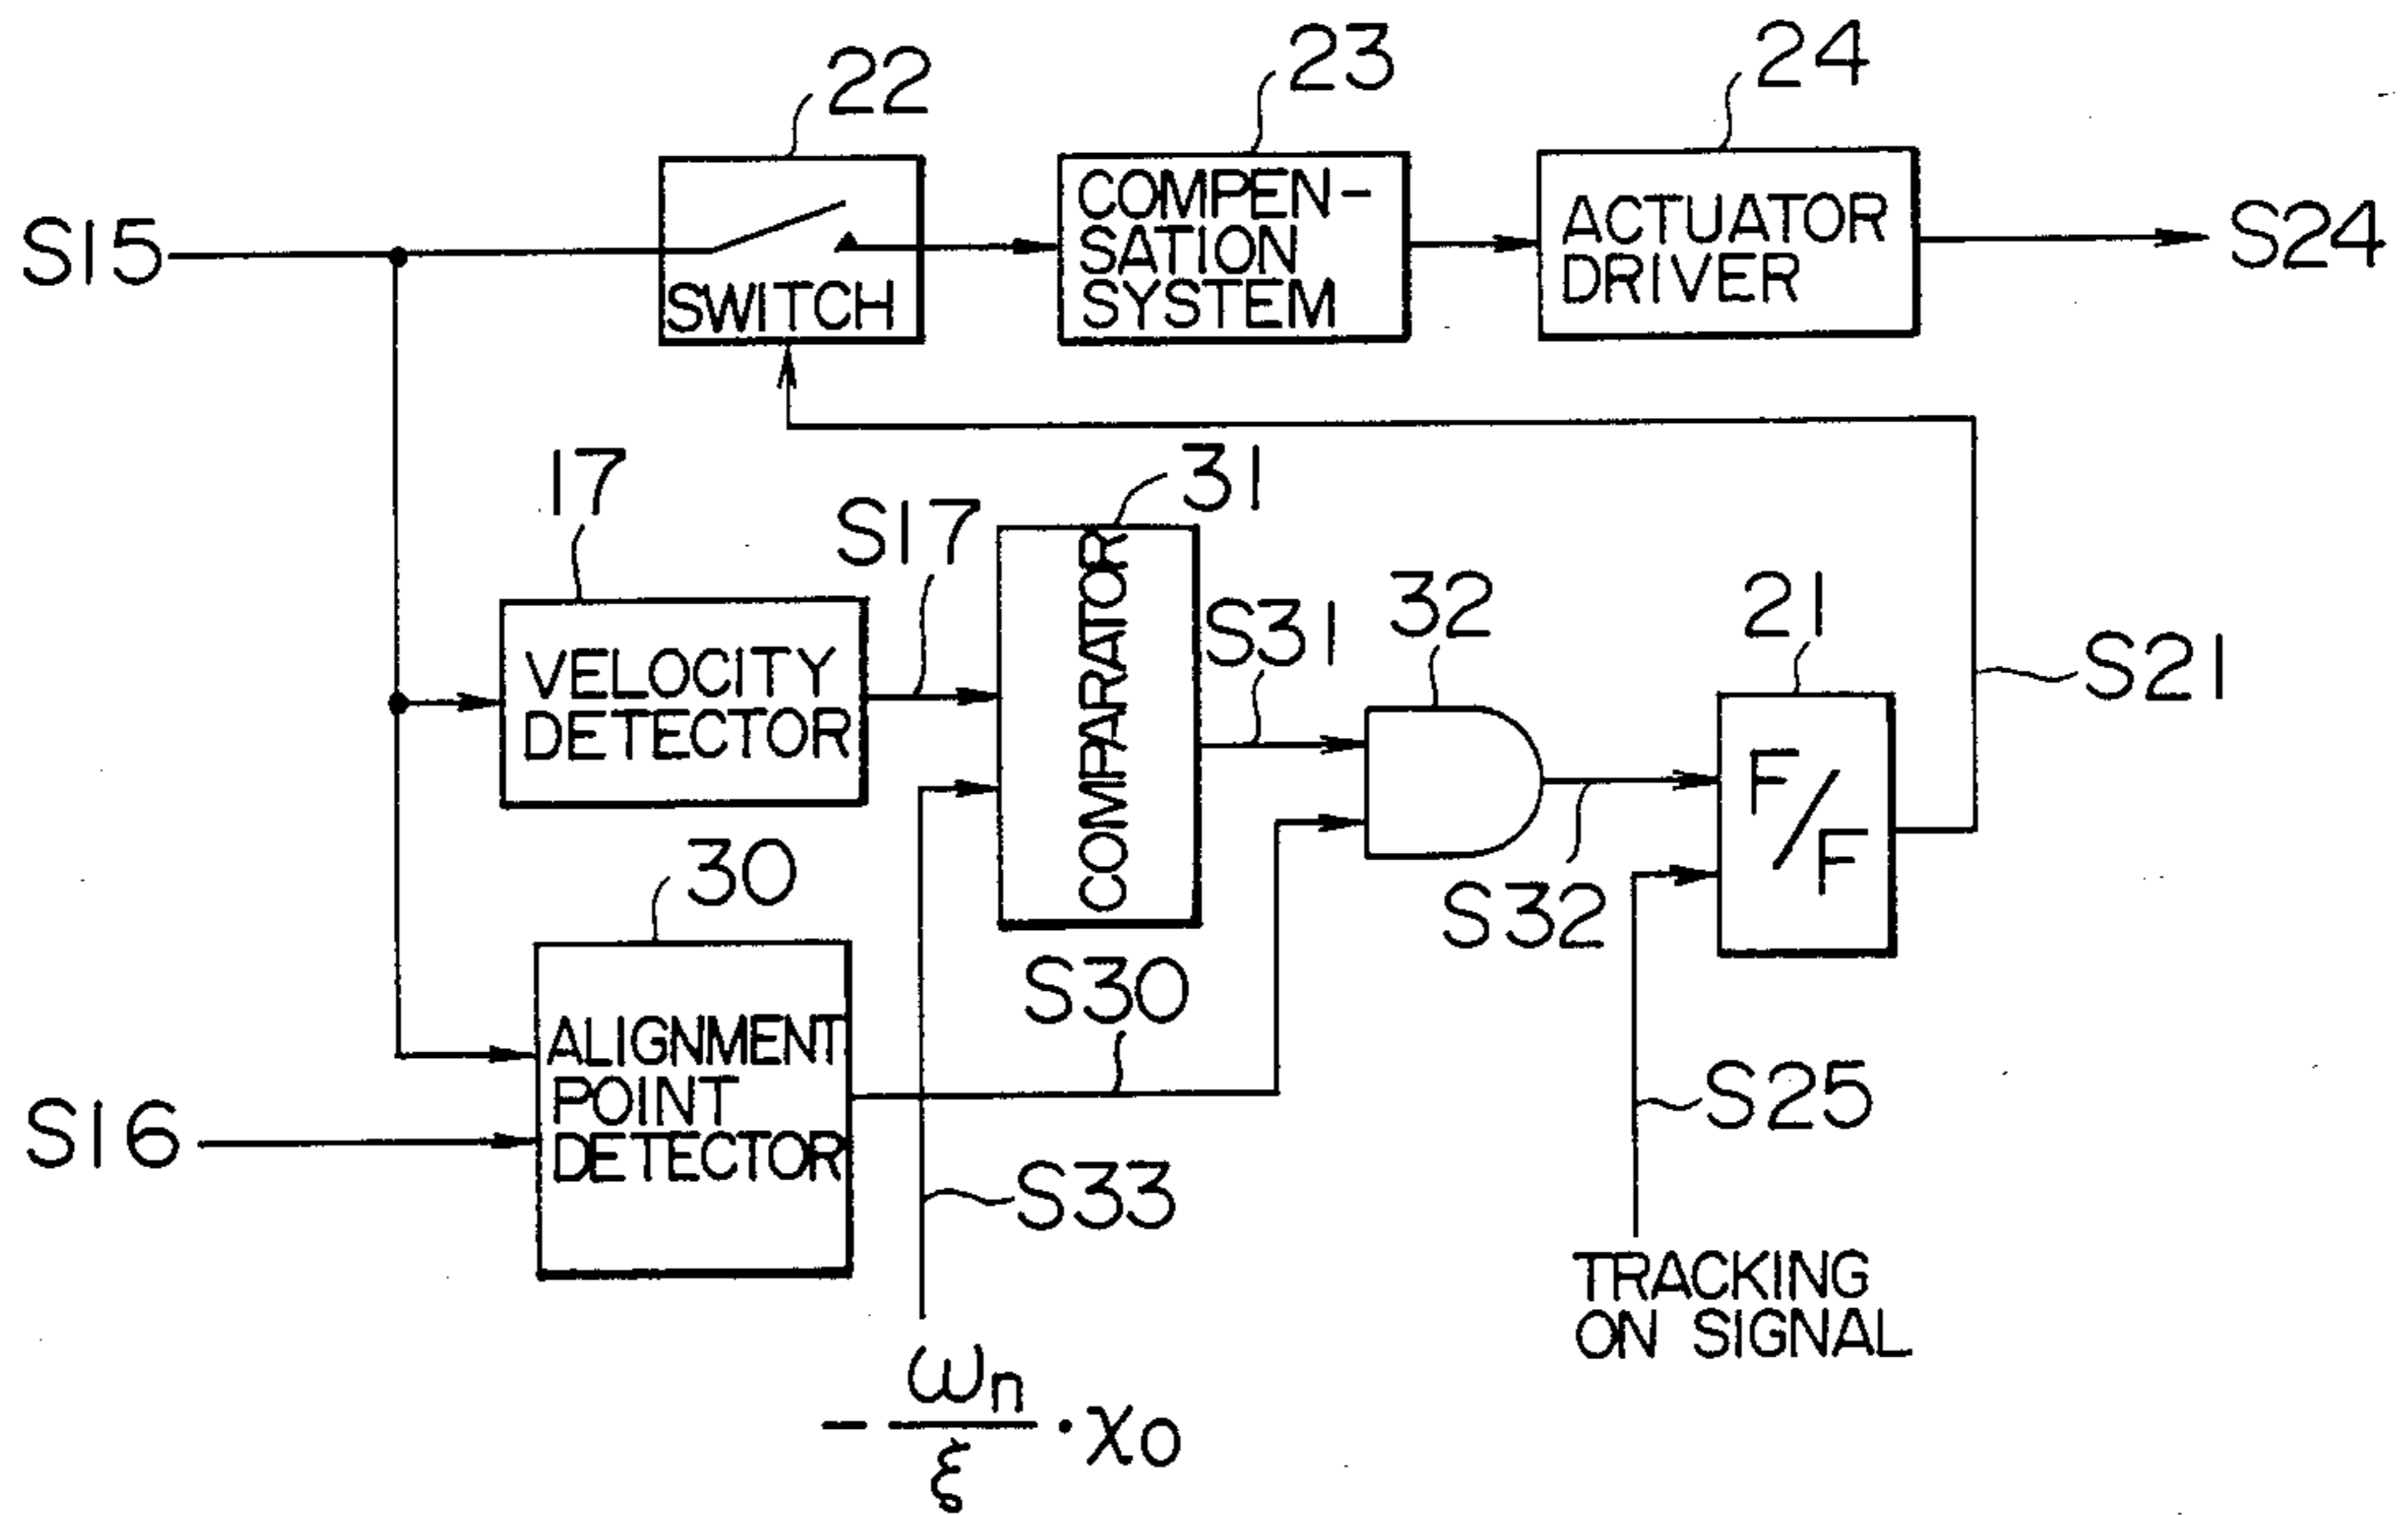 22
23
24
S15
SWITCH
COMPEN-
SATION
SYSTEM
ACTUATOR
DRIVER
S24
17
S17
31
VELOCITY
DETECTOR
COMPARATOR
S31
32
21
S21
F/F
S32
30
S30
ALIGNMENT
POINT
DETECTOR
S16
S33
S25
TRACKING
ON SIGNAL
- ωn/ξ · x0